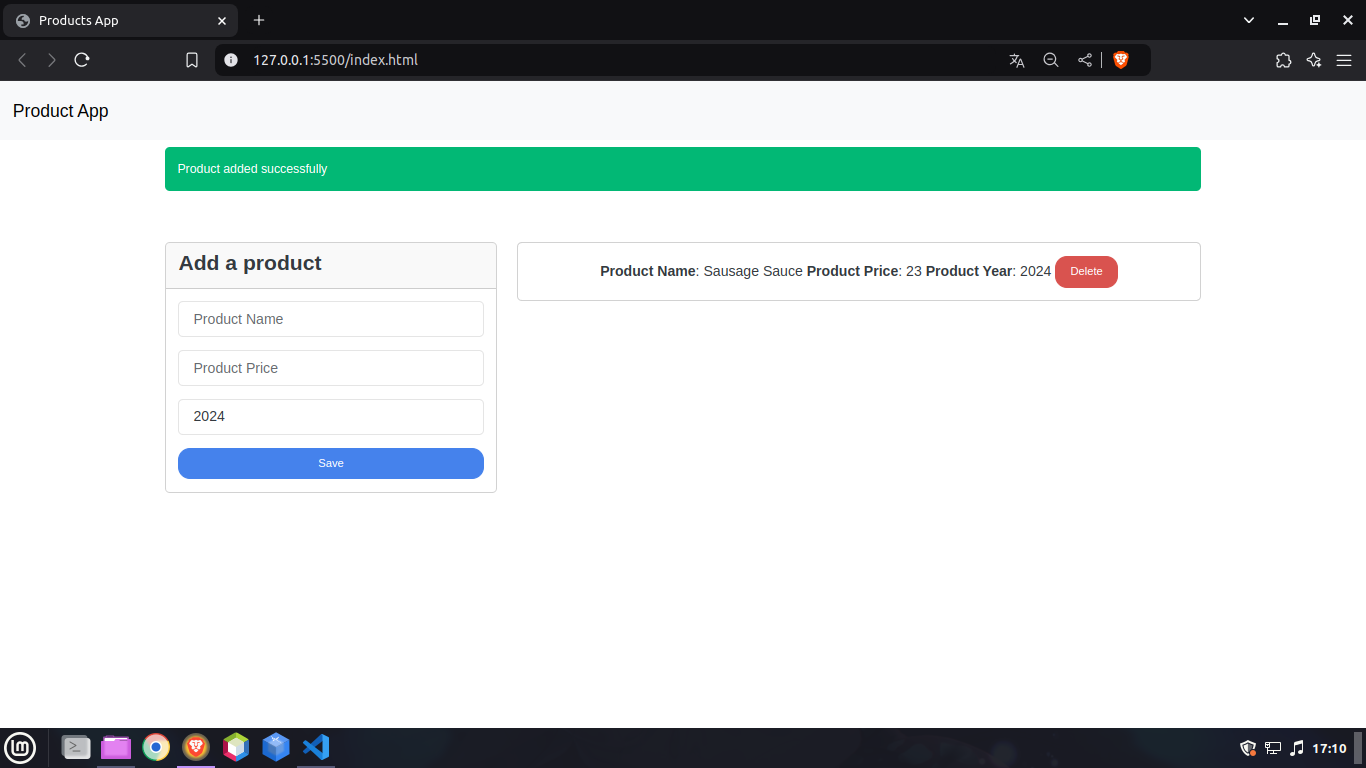 Products App
127.0.0.1:5500/index.html
Product App
Product added successfully
Add a product
Product Name
Product Price
2024
Save
Product Name: Sausage Sauce Product Price: 23 Product Year: 2024 Delete
17:10